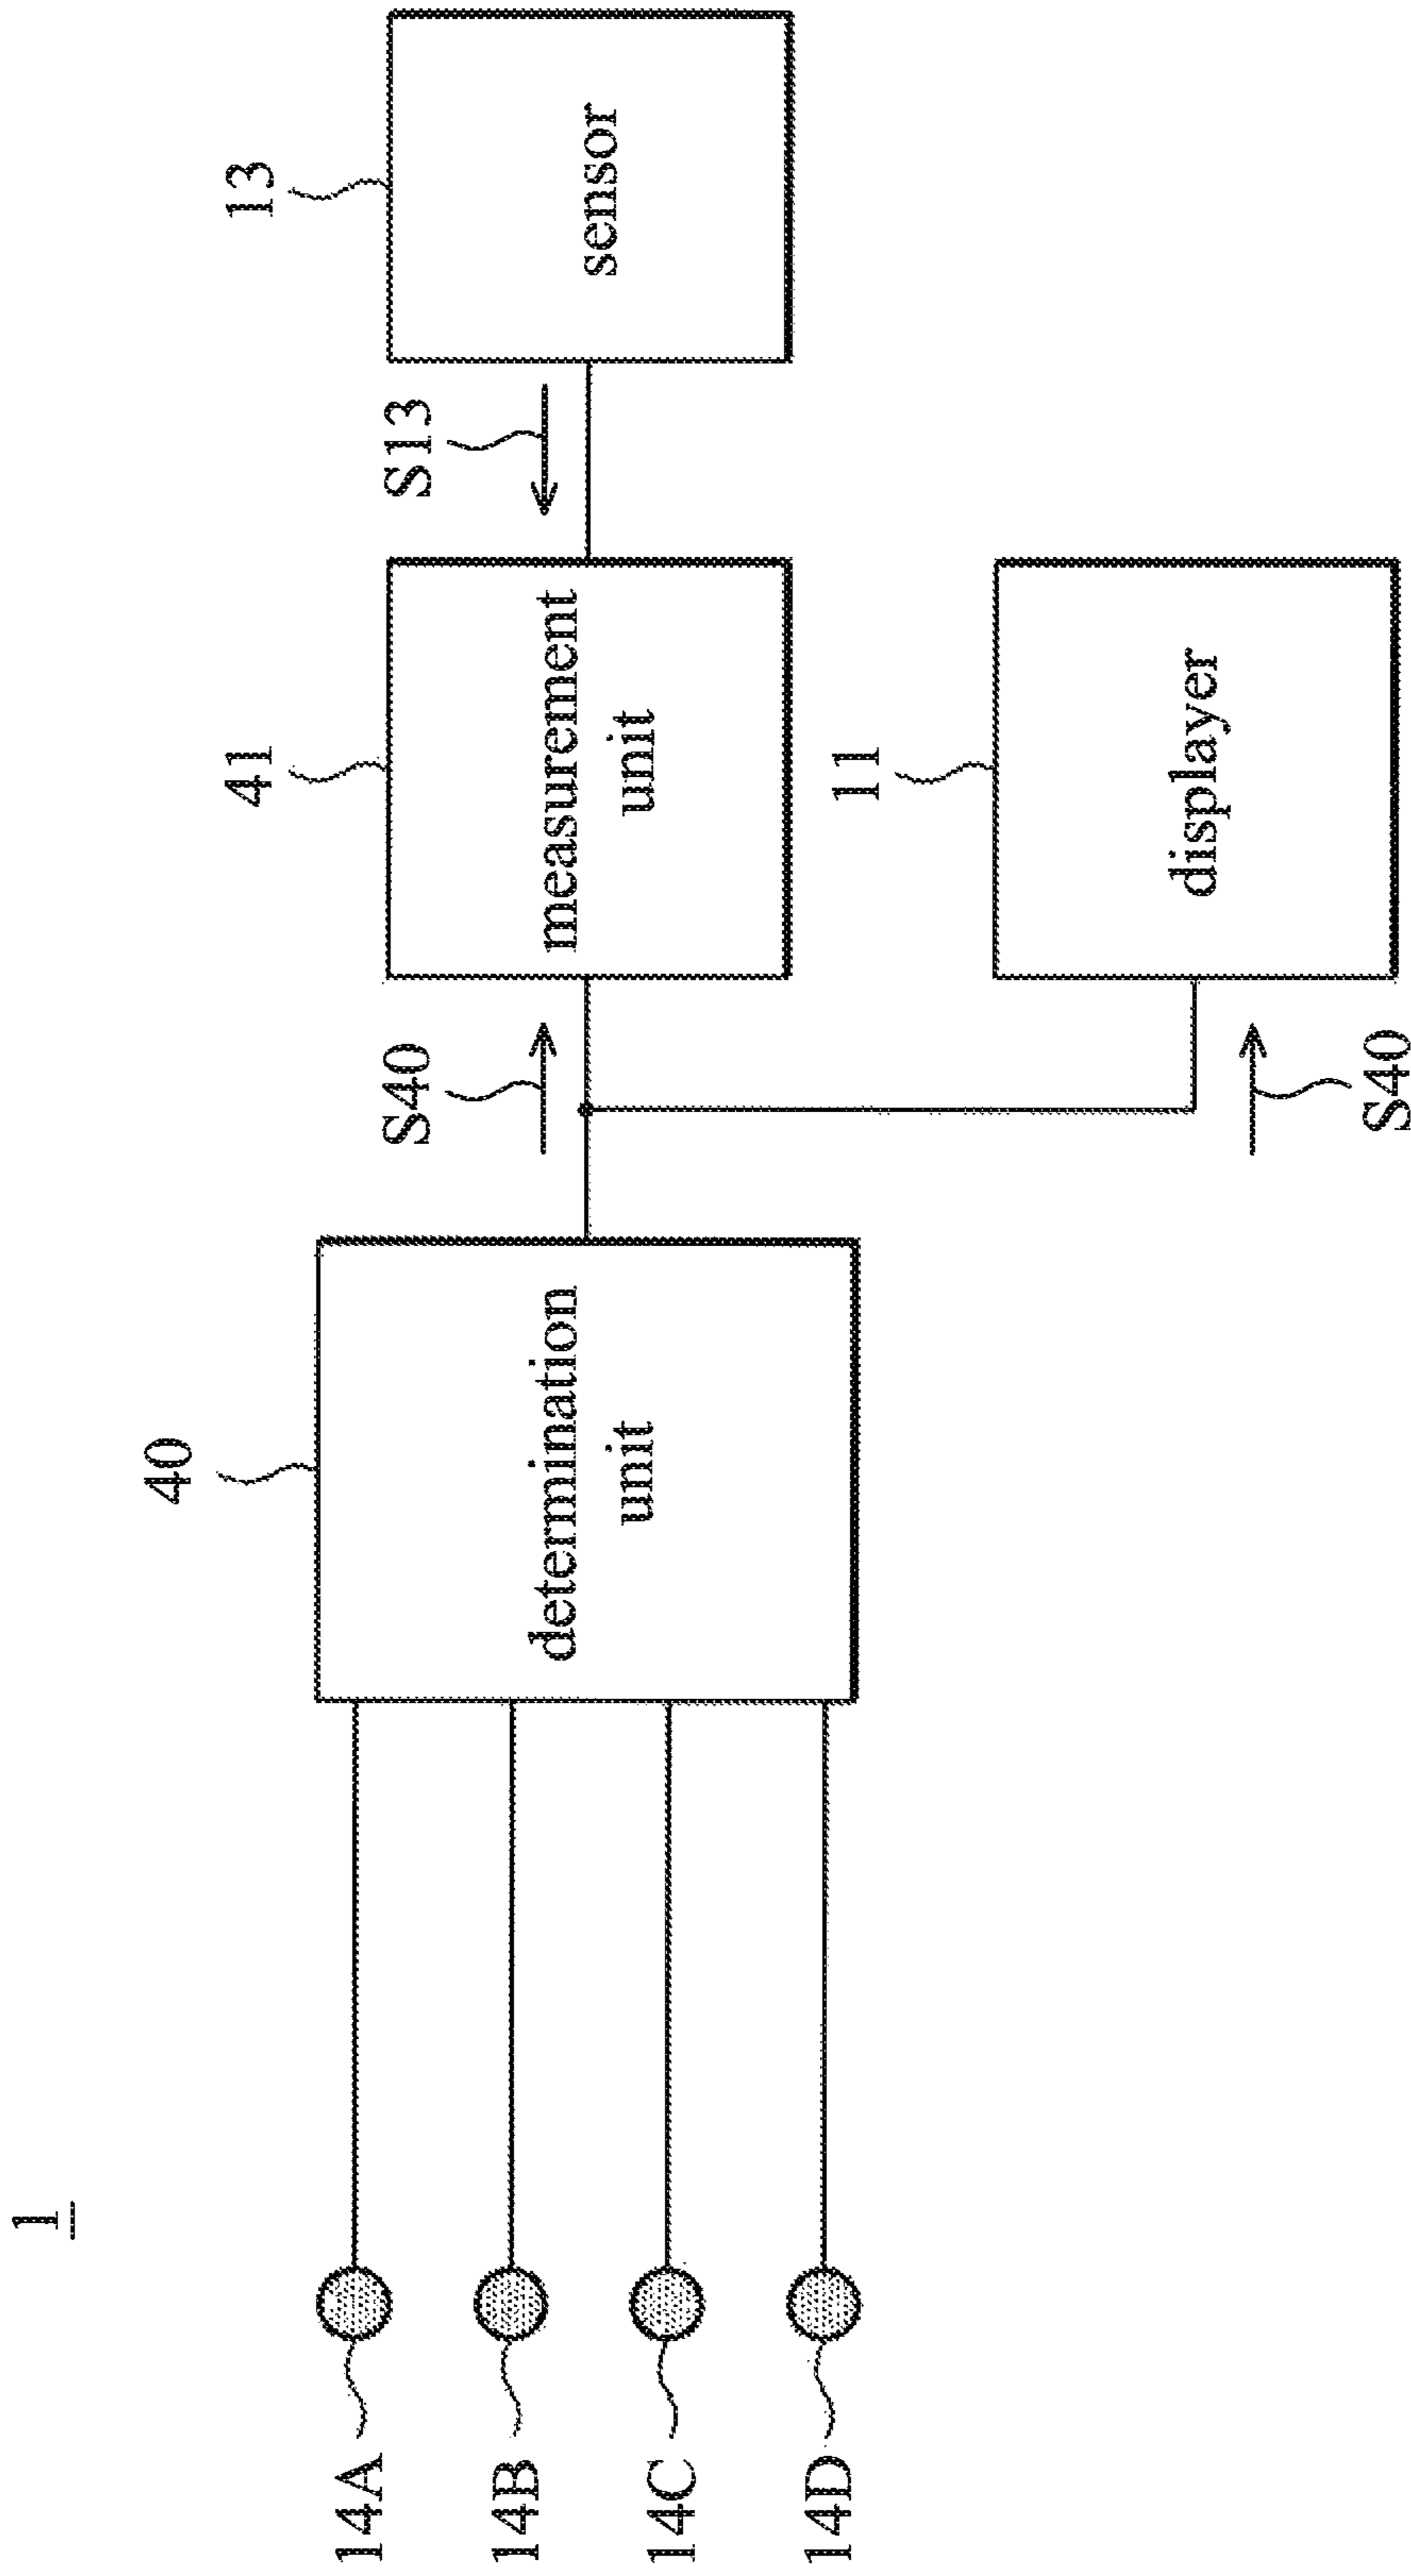 1
14A
14B
14C
14D
40
determination
unit
S40
S40
41
measurement
unit
11
displayer
S13
13
sensor